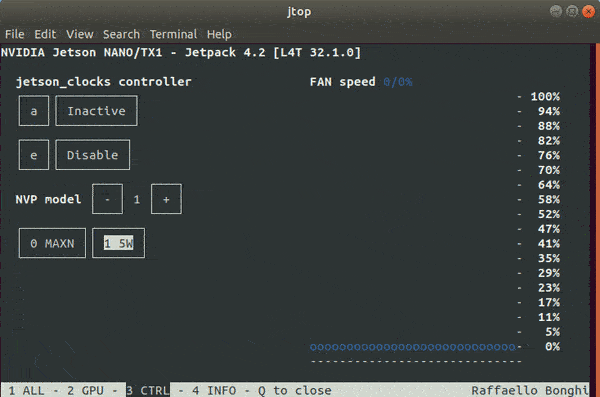 jtop
File Edit View Search Terminal Help
NVIDIA Jetson NANO/TX1 - Jetpack 4.2 [L4T 32.1.0]
jetson_clocks controller FAN speed 0/0%
- 100%
a Inactive - 94%
- 88%
- 82%
e Disable - 76%
- 70%
- 64%
NVP model - 1 + - 58%
- 52%
- 47%
0 MAXN 1 5W - 41%
- 35%
- 29%
- 23%
- 17%
- 11%
- 5%
- 0%
1 ALL - 2 GPU - 3 CTRL - 4 INFO - Q to close Raffaello Bonghi